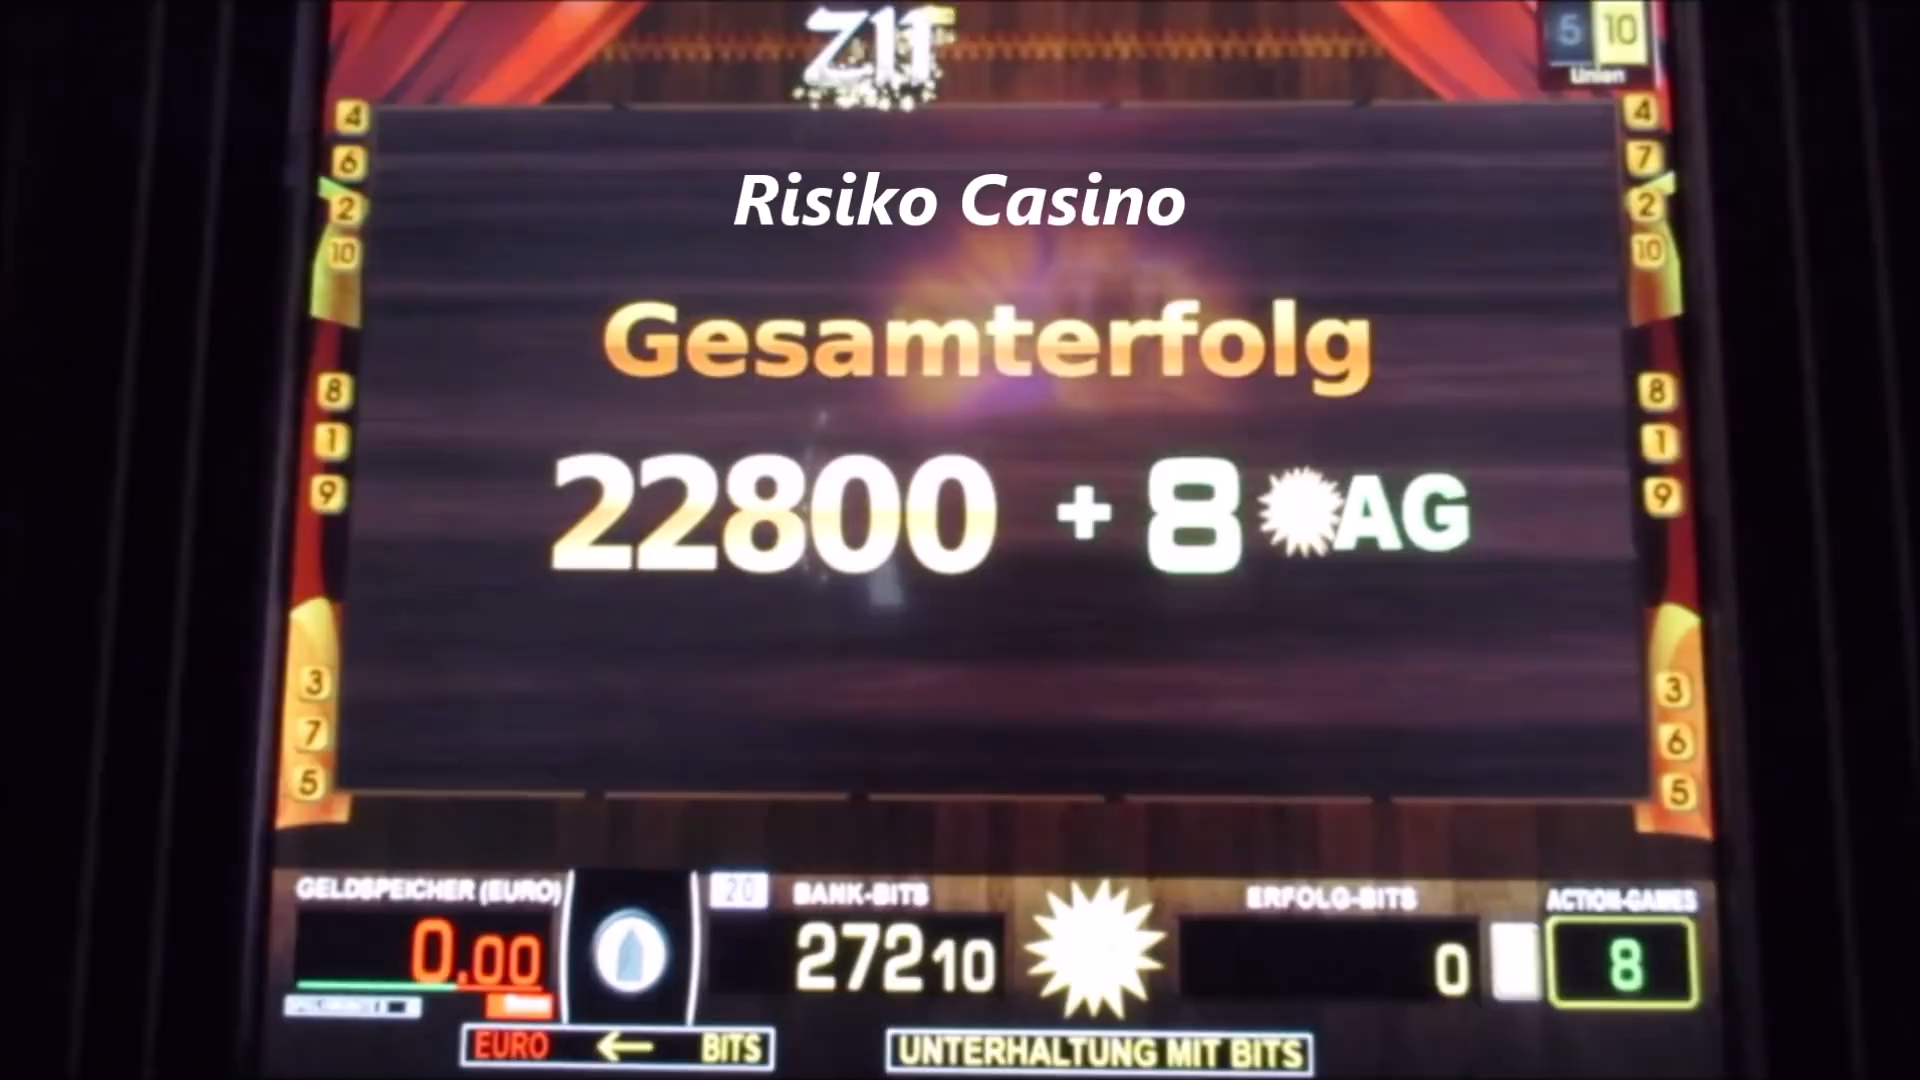 5 10
Union
4 4
6 7
2 2
10 10
Risiko Casino
Gesamterfolg
22800 + 8 AG
8 8
1 1
9 9
3 3
7 6
5 5
GELDSPEICHER (EURO) 20 BANK-BITS ERFOLG-BITS ACTION-GAMES
0.00 27210 0 8
EURO ← BITS UNTERHALTUNG MIT BITS